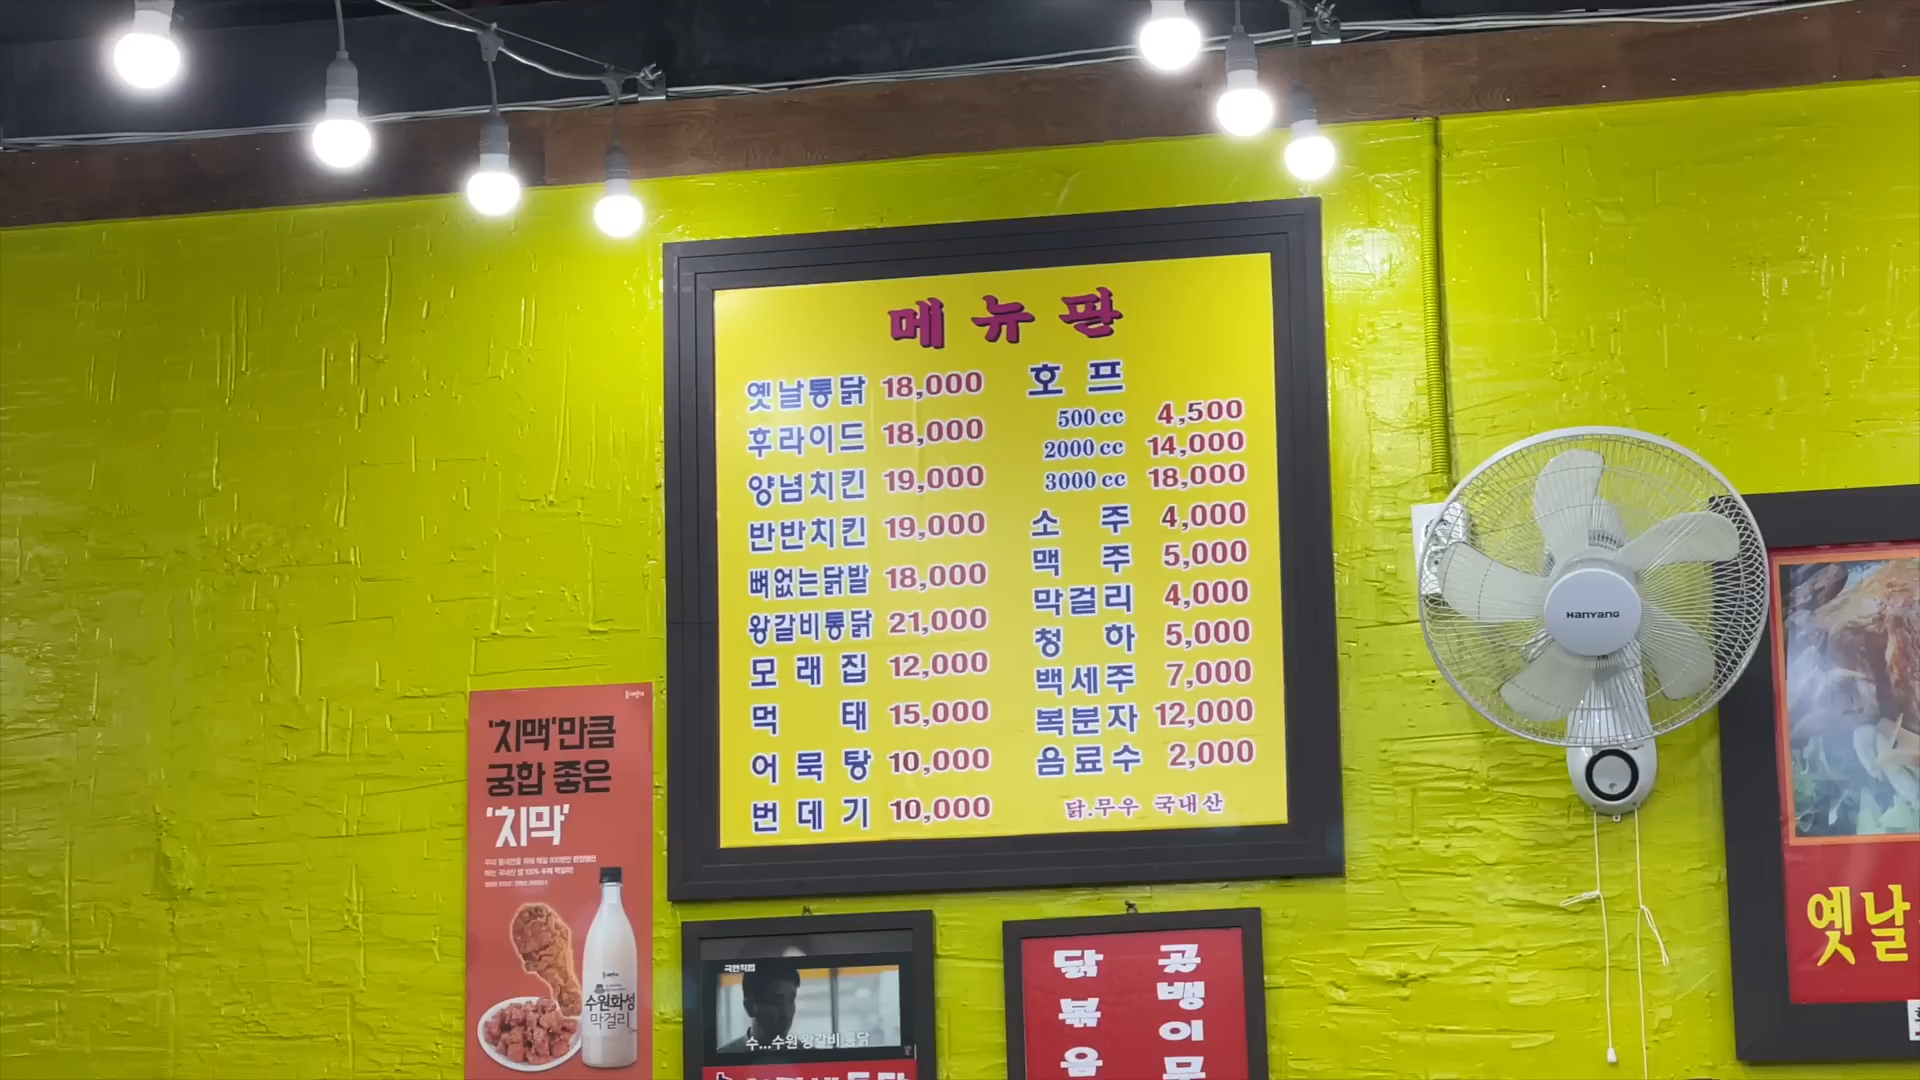 메뉴판
옛날통닭 18,000
후라이드 18,000
양념치킨 19,000
반반치킨 19,000
뼈없는닭발 18,000
왕갈비통닭 21,000
모래집 12,000
먹태 15,000
어묵탕 10,000
번데기 10,000
호프
500cc 4,500
2000cc 14,000
3000cc 18,000
소주 4,000
맥주 5,000
막걸리 4,000
청하 5,000
백세주 7,000
복분자 12,000
음료수 2,000
닭.무우 국내산
'치맥'만큼
궁합 좋은
'치막'
수원화성
막걸리
극한직업
수...수원 왕갈비 통닭
닭볶음
골뱅이무
HANYANG
옛날